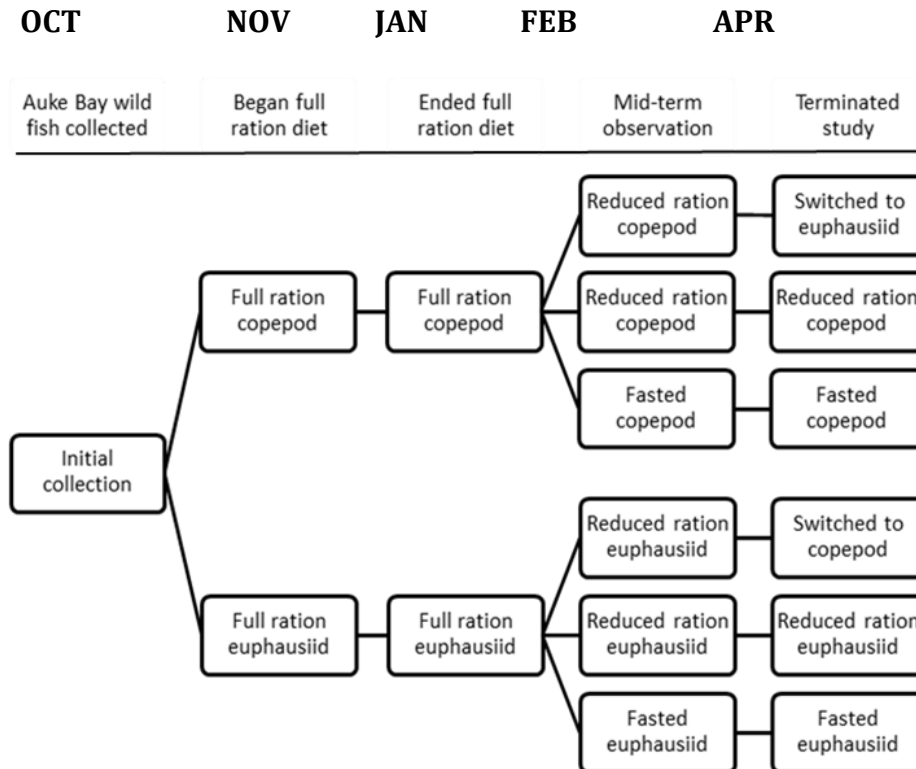 OCT NOV JAN FEB APR
Auke Bay wild
fish collected
Began full
ration diet
Ended full
ration diet
Mid-term
observation
Terminated
study
Reduced ration
copepod
Switched to
euphausiid
Full ration
copepod
Full ration
copepod
Reduced ration
copepod
Reduced ration
copepod
Fasted
copepod
Fasted
copepod
Initial
collection
Reduced ration
euphausiid
Switched to
copepod
Full ration
euphausiid
Full ration
euphausiid
Reduced ration
euphausiid
Reduced ration
euphausiid
Fasted
euphausiid
Fasted
euphausiid